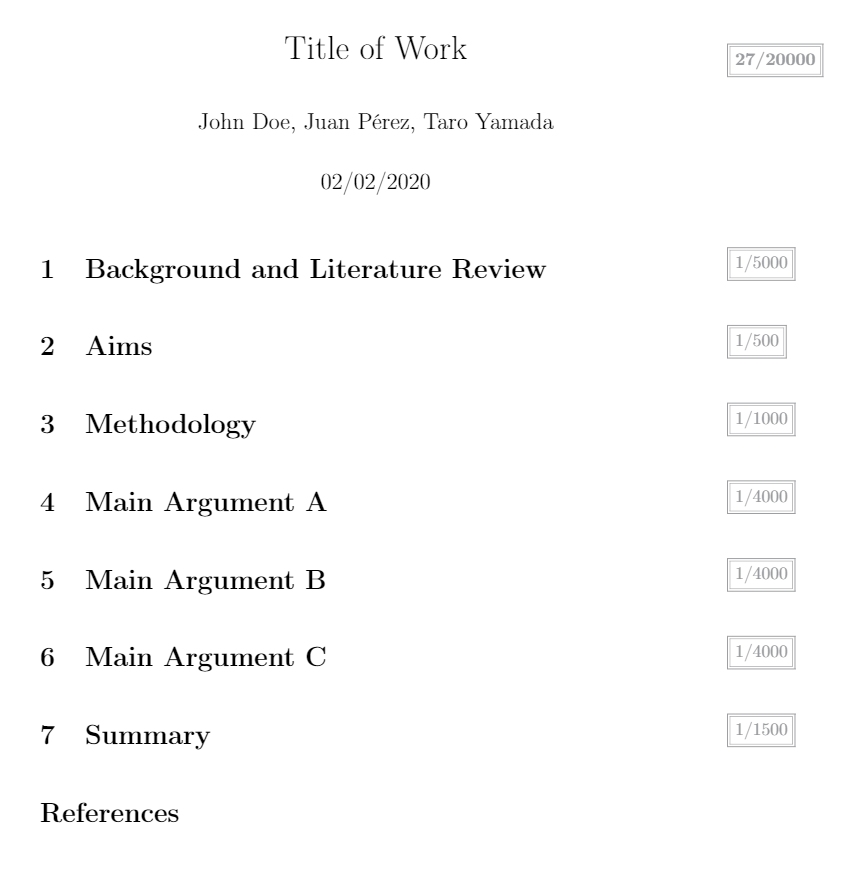 Title of Work
27/20000
John Doe, Juan Pérez, Taro Yamada
02/02/2020
1 Background and Literature Review
1/5000
2 Aims
1/500
3 Methodology
1/1000
4 Main Argument A
1/4000
5 Main Argument B
1/4000
6 Main Argument C
1/4000
7 Summary
1/1500
References